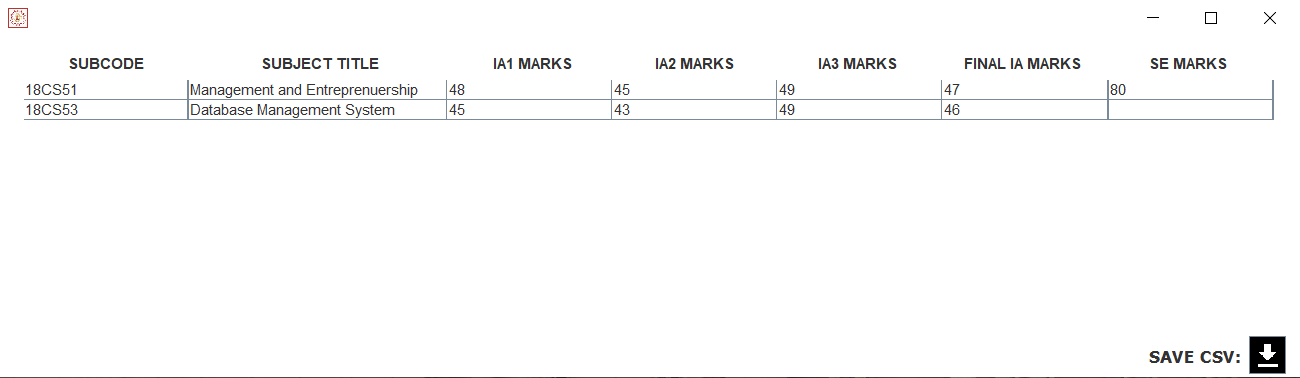 SUBCODE SUBJECT TITLE IA1 MARKS IA2 MARKS IA3 MARKS FINAL IA MARKS SE MARKS
18CS51 Management and Entreprenuership 48 45 49 47 80
18CS53 Database Management System 45 43 49 46
SAVE CSV: